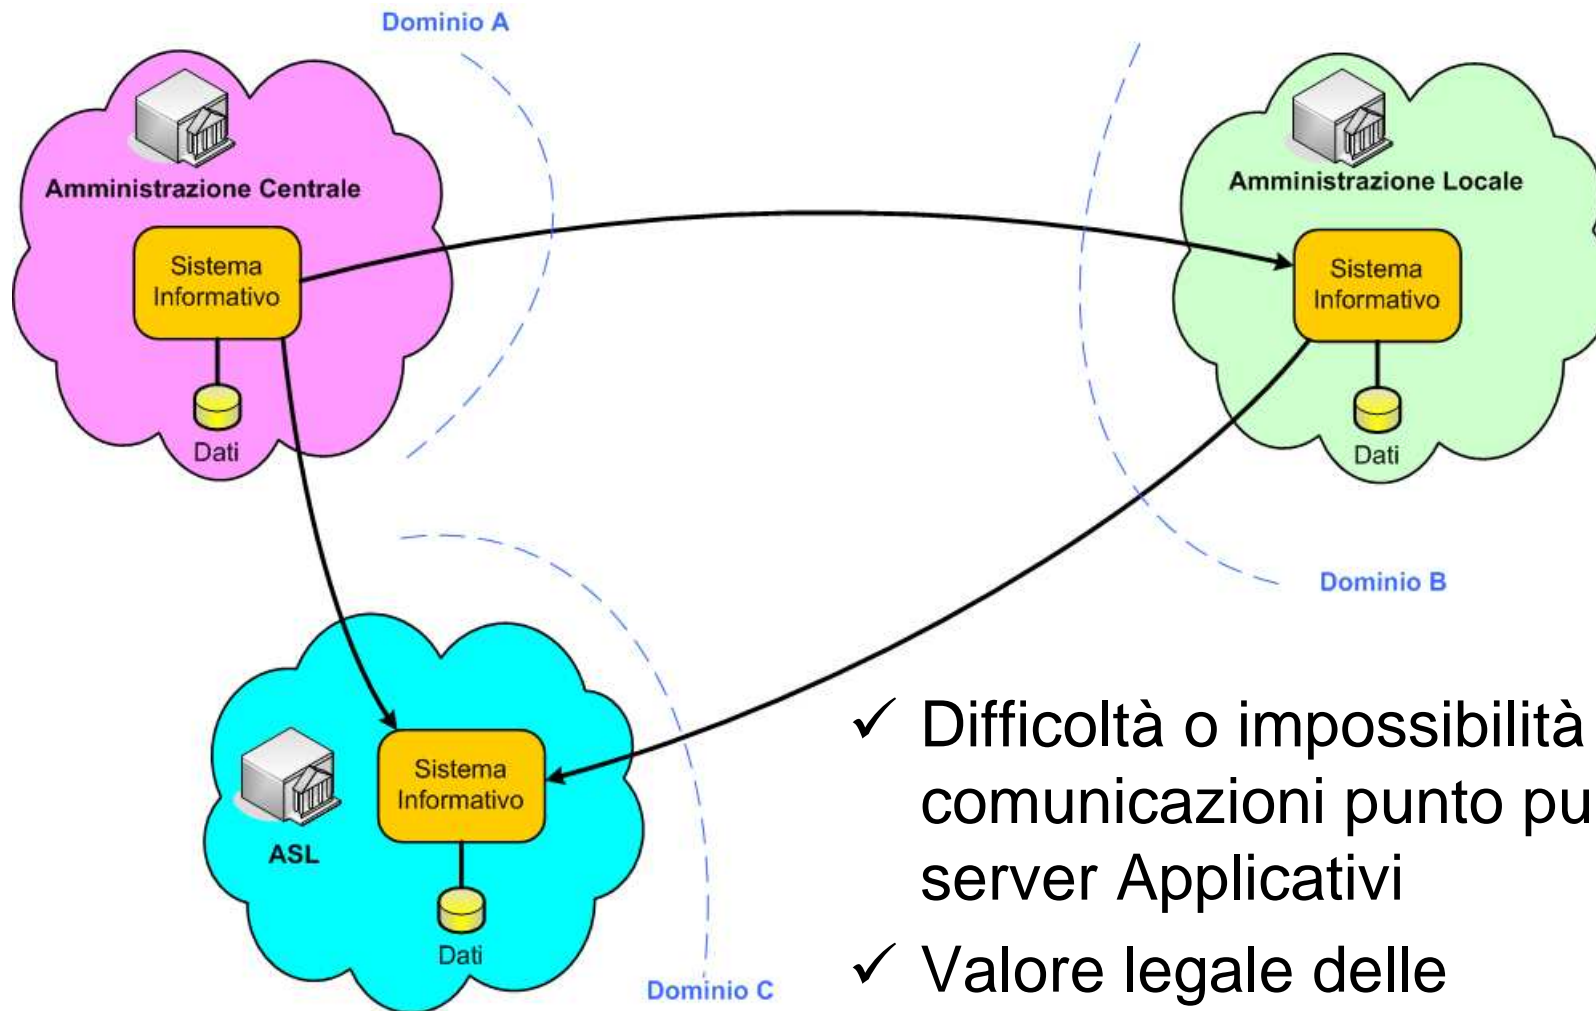 Dominio A
Amministrazione Centrale
Sistema
Informativo
Dati
Amministrazione Locale
Sistema
Informativo
Dati
Dominio B
ASL
Sistema
Informativo
Dati
Dominio C
✓ Difficoltà o impossibilità
comunicazioni punto pu
server Applicativi
✓ Valore legale delle